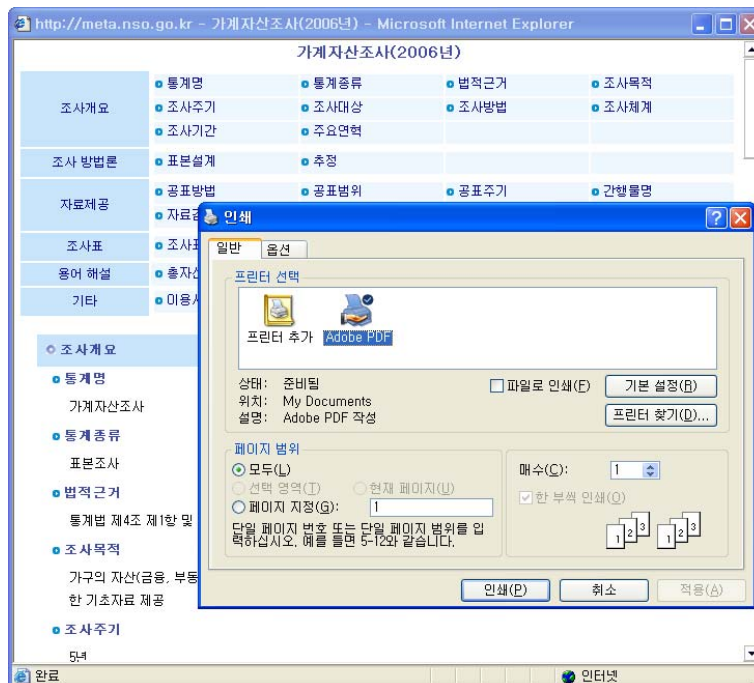 http://meta.nso.go.kr - 가계자산조사(2006년) - Microsoft Internet Explorer
가계자산조사(2006년)
조사개요
통계명 통계종류 법적근거 조사목적
조사주기 조사대상 조사방법 조사체계
조사기간 주요연혁
조사 방법론 표본설계 추정
자료제공
공표방법 공표범위 공표주기 간행물명
조사표
용어 해설
기타
조사개요
통계명
가계자산조사
통계종류
표본조사
법적근거
통계법 제4조 제1항 및
조사목적
가구의 자산(금융, 부동
한 기초자료 제공
조사주기
5년
인쇄
일반 옵션
프린터 선택
프린터 추가 Adobe PDF
상태: 준비됨
위치: My Documents
설명: Adobe PDF 작성
파일로 인쇄(F) 기본 설정(R)
프린터 찾기(D)...
페이지 범위
모두(L)
선택 영역(T) 현재 페이지(U)
페이지 지정(G): 1
단일 페이지 번호 또는 단일 페이지 범위를 입
력하십시오. 예를 들면 5-12와 같습니다.
매수(C): 1
한 부씩 인쇄(O)
1 2 3 1 2 3
인쇄(P) 취소 적용(A)
완료 인터넷